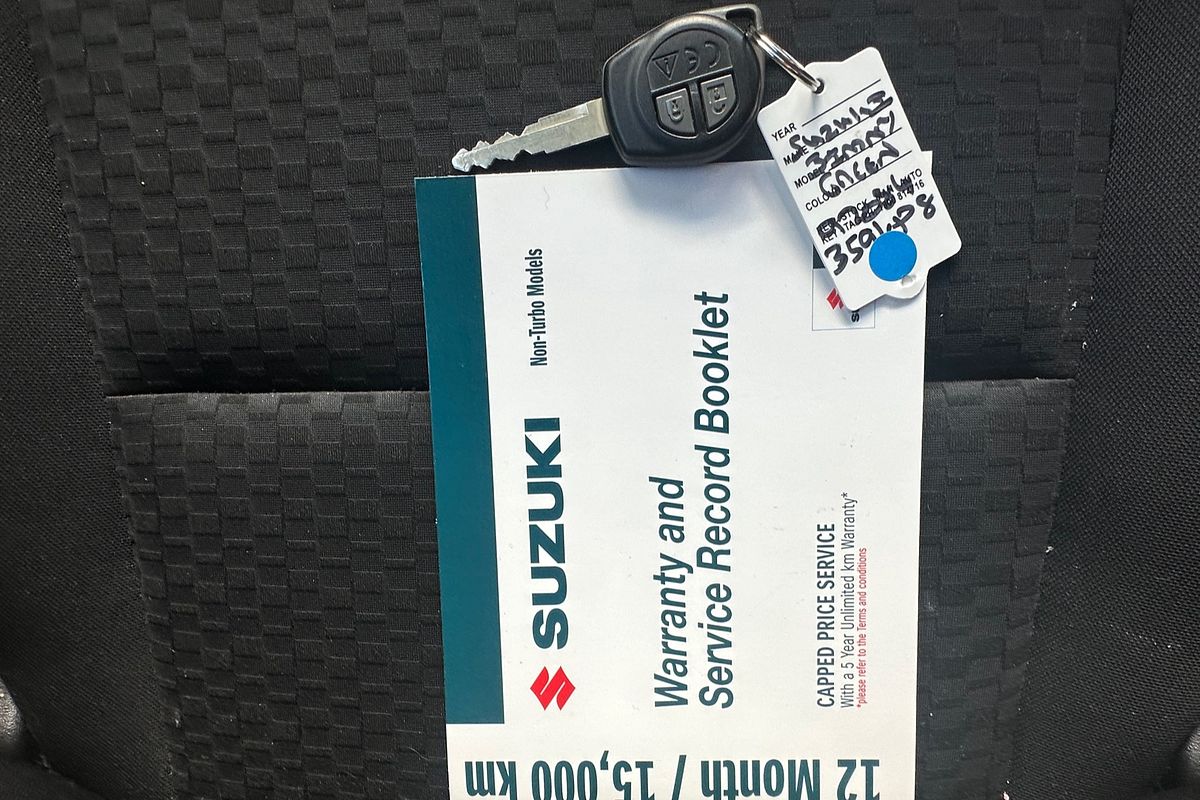 SUZUKI
Non-Turbo Models
Warranty and
Service Record Booklet
CAPPED PRICE SERVICE
With a 5 Year Unlimited km Warranty*
*please refer to the Terms and conditions
12 Month / 15,000 km
CE
YEAR
MAKE SUZUKI
MODEL JIMNY
COLOUR GREEN